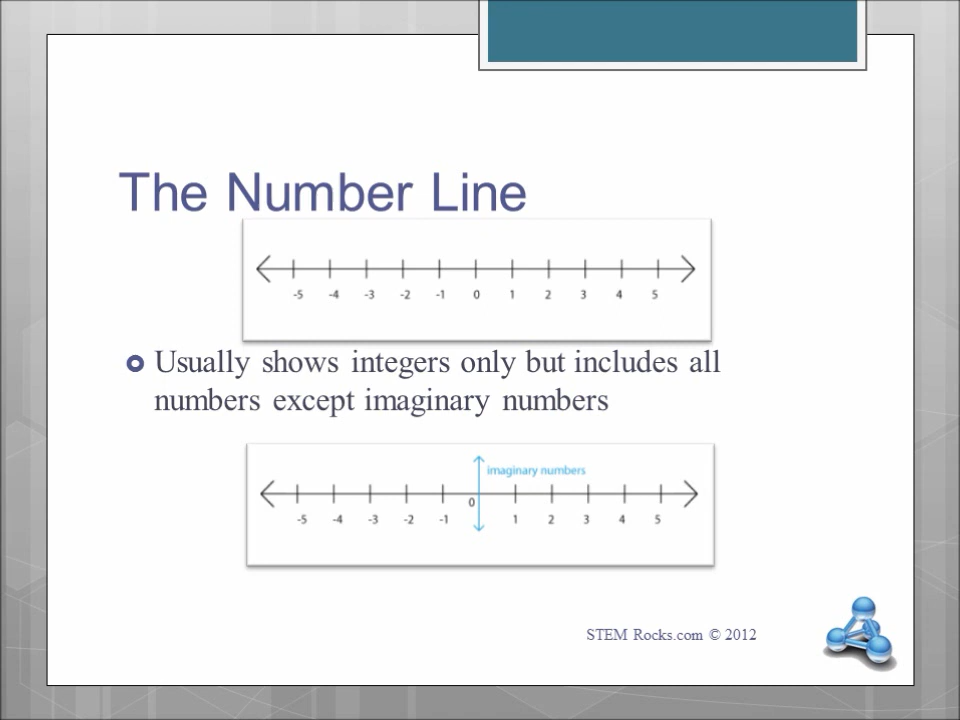 The Number Line
-5 -4 -3 -2 -1 0 1 2 3 4 5
Usually shows integers only but includes all
numbers except imaginary numbers
imaginary numbers
0
-5 -4 -3 -2 -1 1 2 3 4 5
STEM Rocks.com © 2012